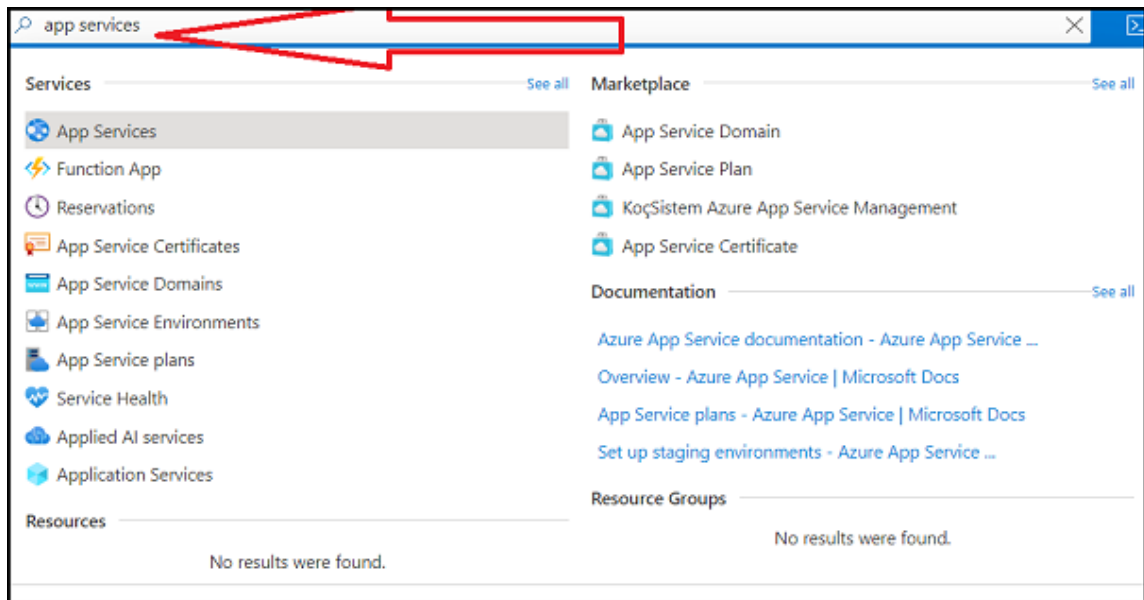 app services
Services See all
App Services
Function App
Reservations
App Service Certificates
App Service Domains
App Service Environments
App Service plans
Service Health
Applied AI services
Application Services
Resources
No results were found.
Marketplace See all
App Service Domain
App Service Plan
KoçSistem Azure App Service Management
App Service Certificate
Documentation See all
Azure App Service documentation - Azure App Service ...
Overview - Azure App Service | Microsoft Docs
App Service plans - Azure App Service | Microsoft Docs
Set up staging environments - Azure App Service ...
Resource Groups
No results were found.